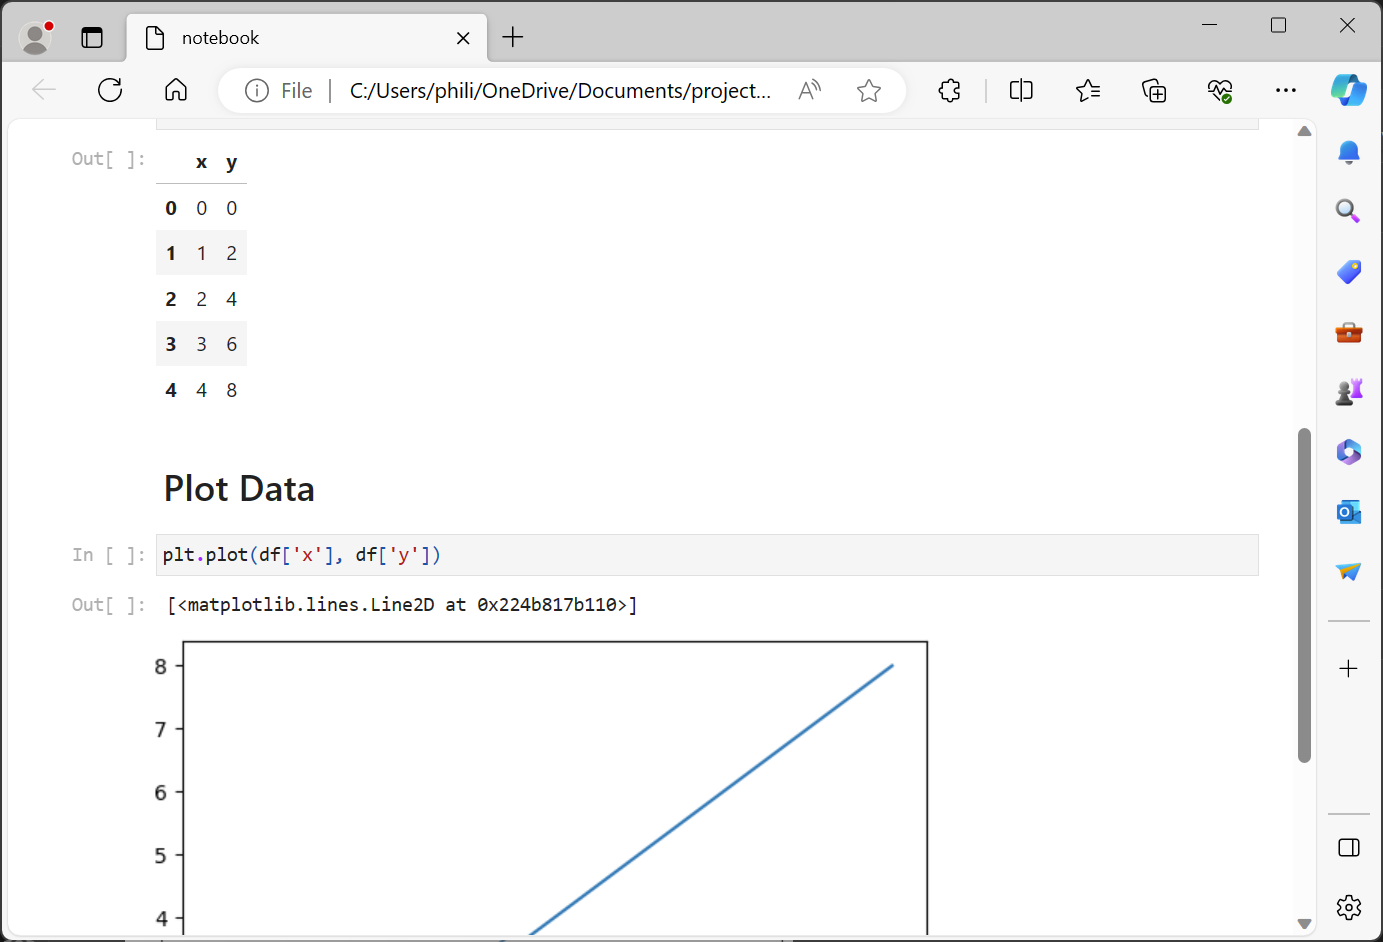 notebook
File C:/Users/phili/OneDrive/Documents/project...
Out[ ]:
x y
0 0 0
1 1 2
2 2 4
3 3 6
4 4 8
Plot Data
In [ ]: plt.plot(df['x'], df['y'])
Out[ ]: [<matplotlib.lines.Line2D at 0x224b817b110>]
8
7
6
5
4